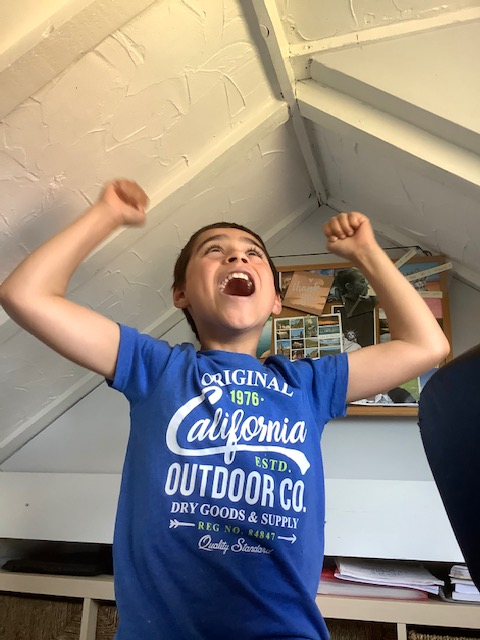 ORIGINAL
1976·
California
ESTD.
OUTDOOR CO.
DRY GOODS & SUPPLY
REG NO. 84847
Quality Standard